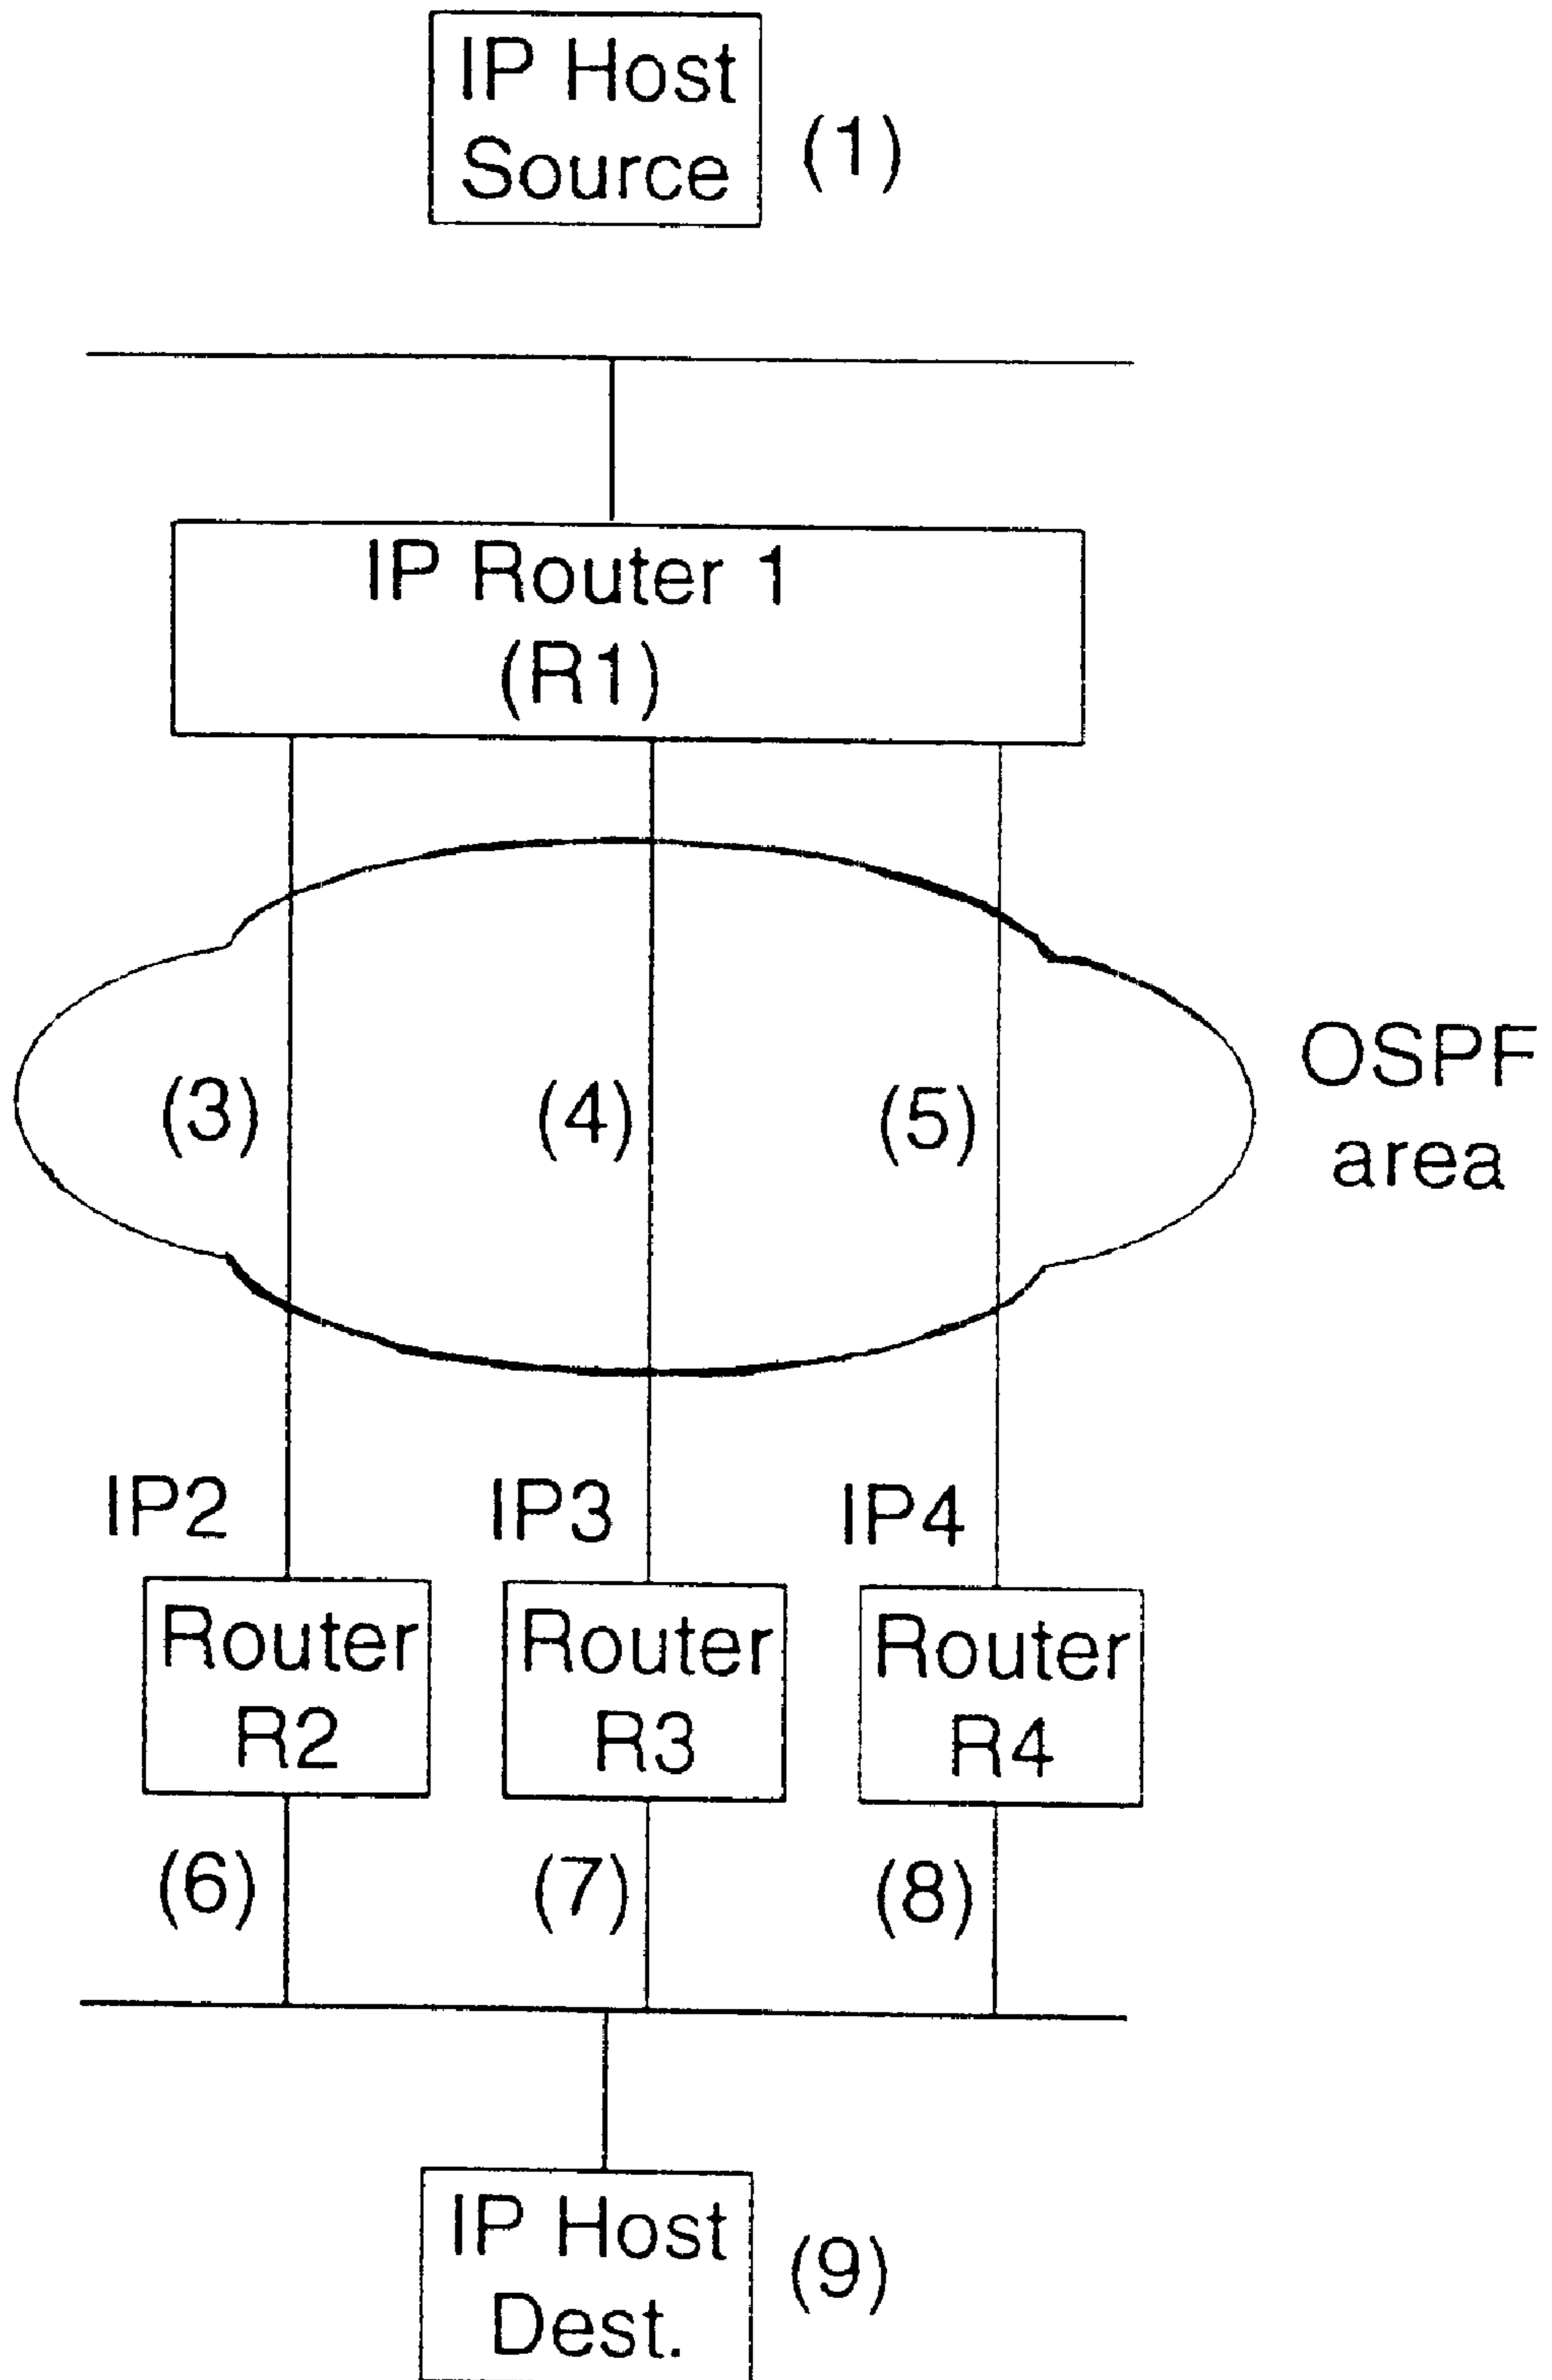 IP Host
Source
(1)
IP Router 1
(R1)
(3)
(4)
(5)
OSPF
area
IP2
IP3
IP4
Router
R2
Router
R3
Router
R4
(6)
(7)
(8)
IP Host
Dest.
(9)